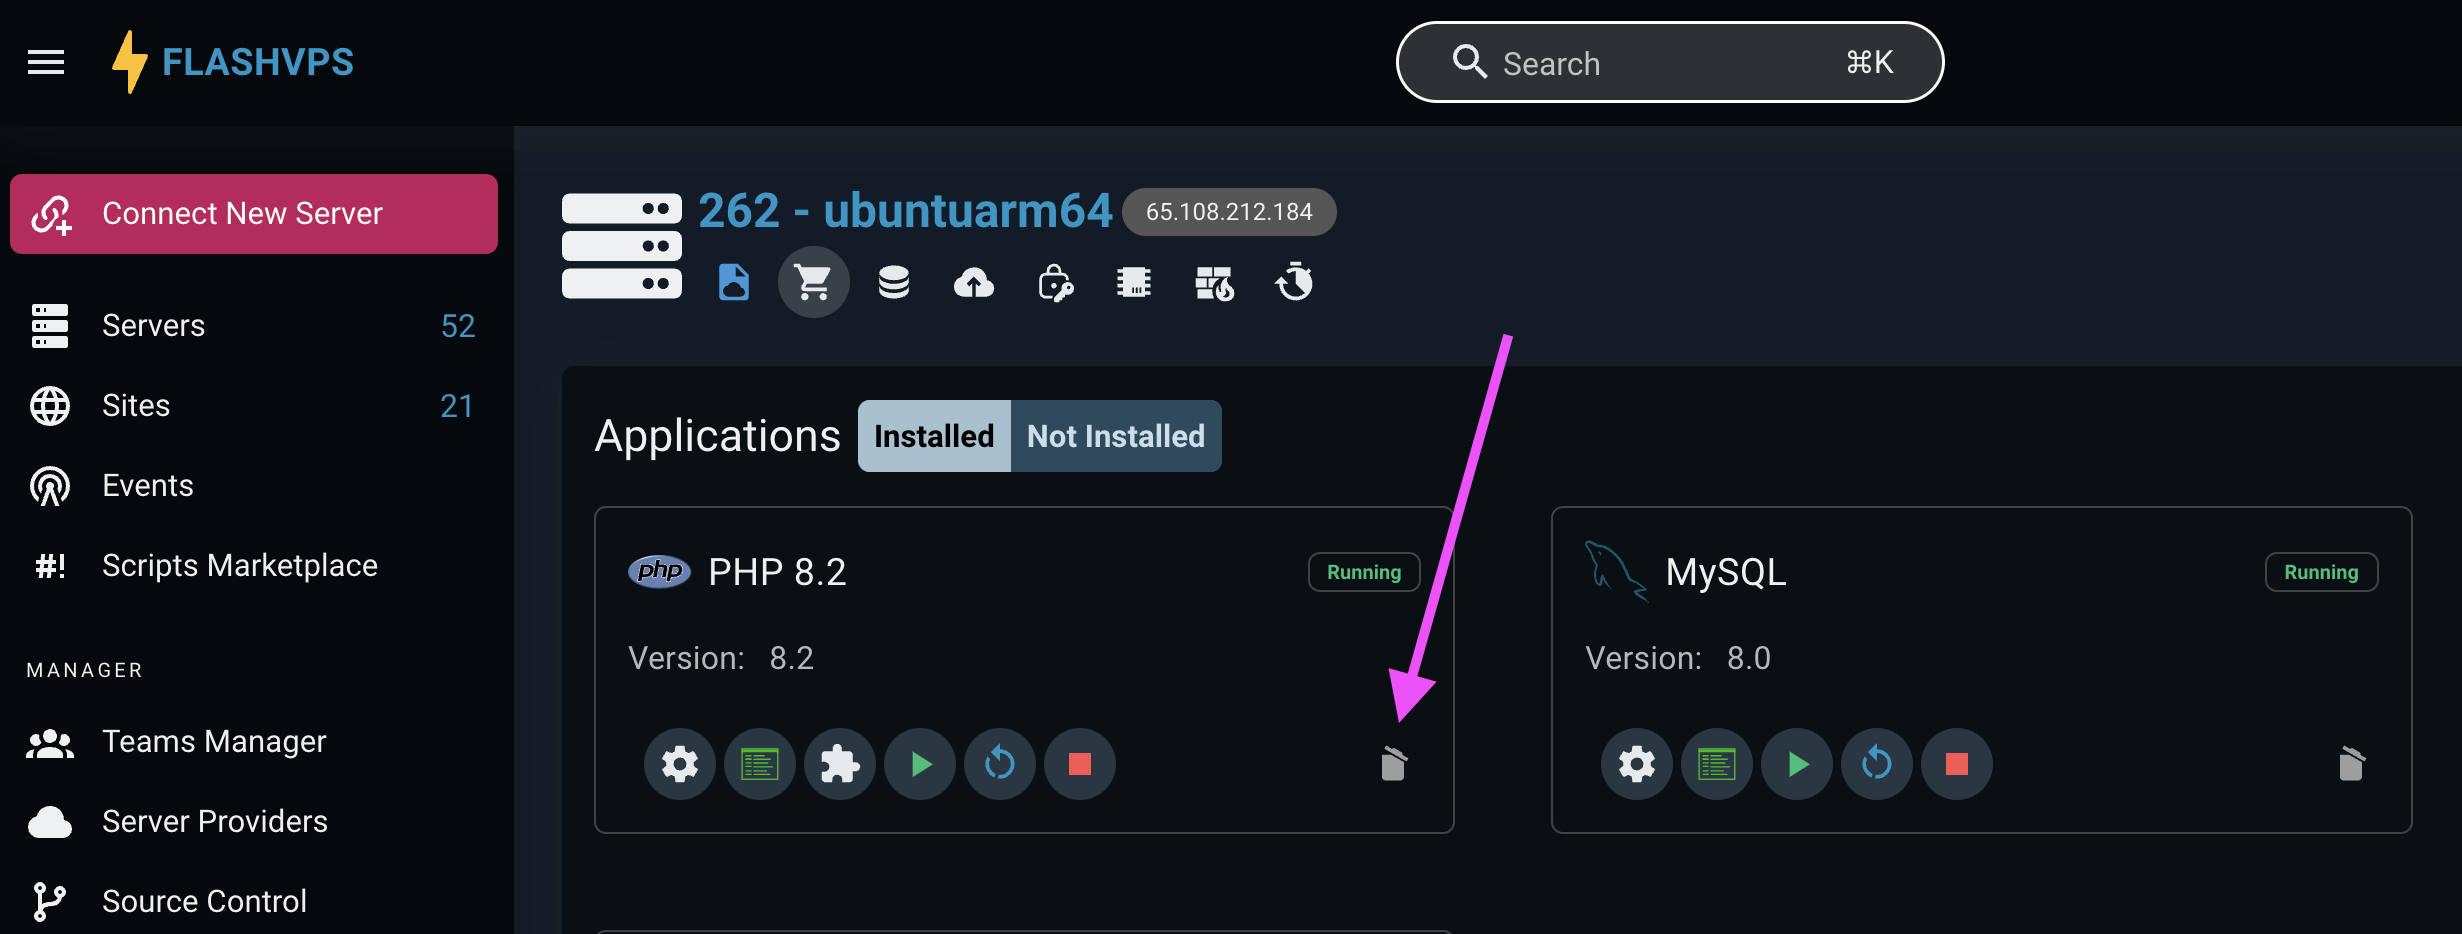 FLASHVPS
Search ⌘K
Connect New Server
Servers 52
Sites 21
Events
#! Scripts Marketplace
MANAGER
Teams Manager
Server Providers
Source Control
262 - ubuntuarm64 65.108.212.184
Applications Installed Not Installed
php PHP 8.2 Running
Version: 8.2
MySQL Running
Version: 8.0